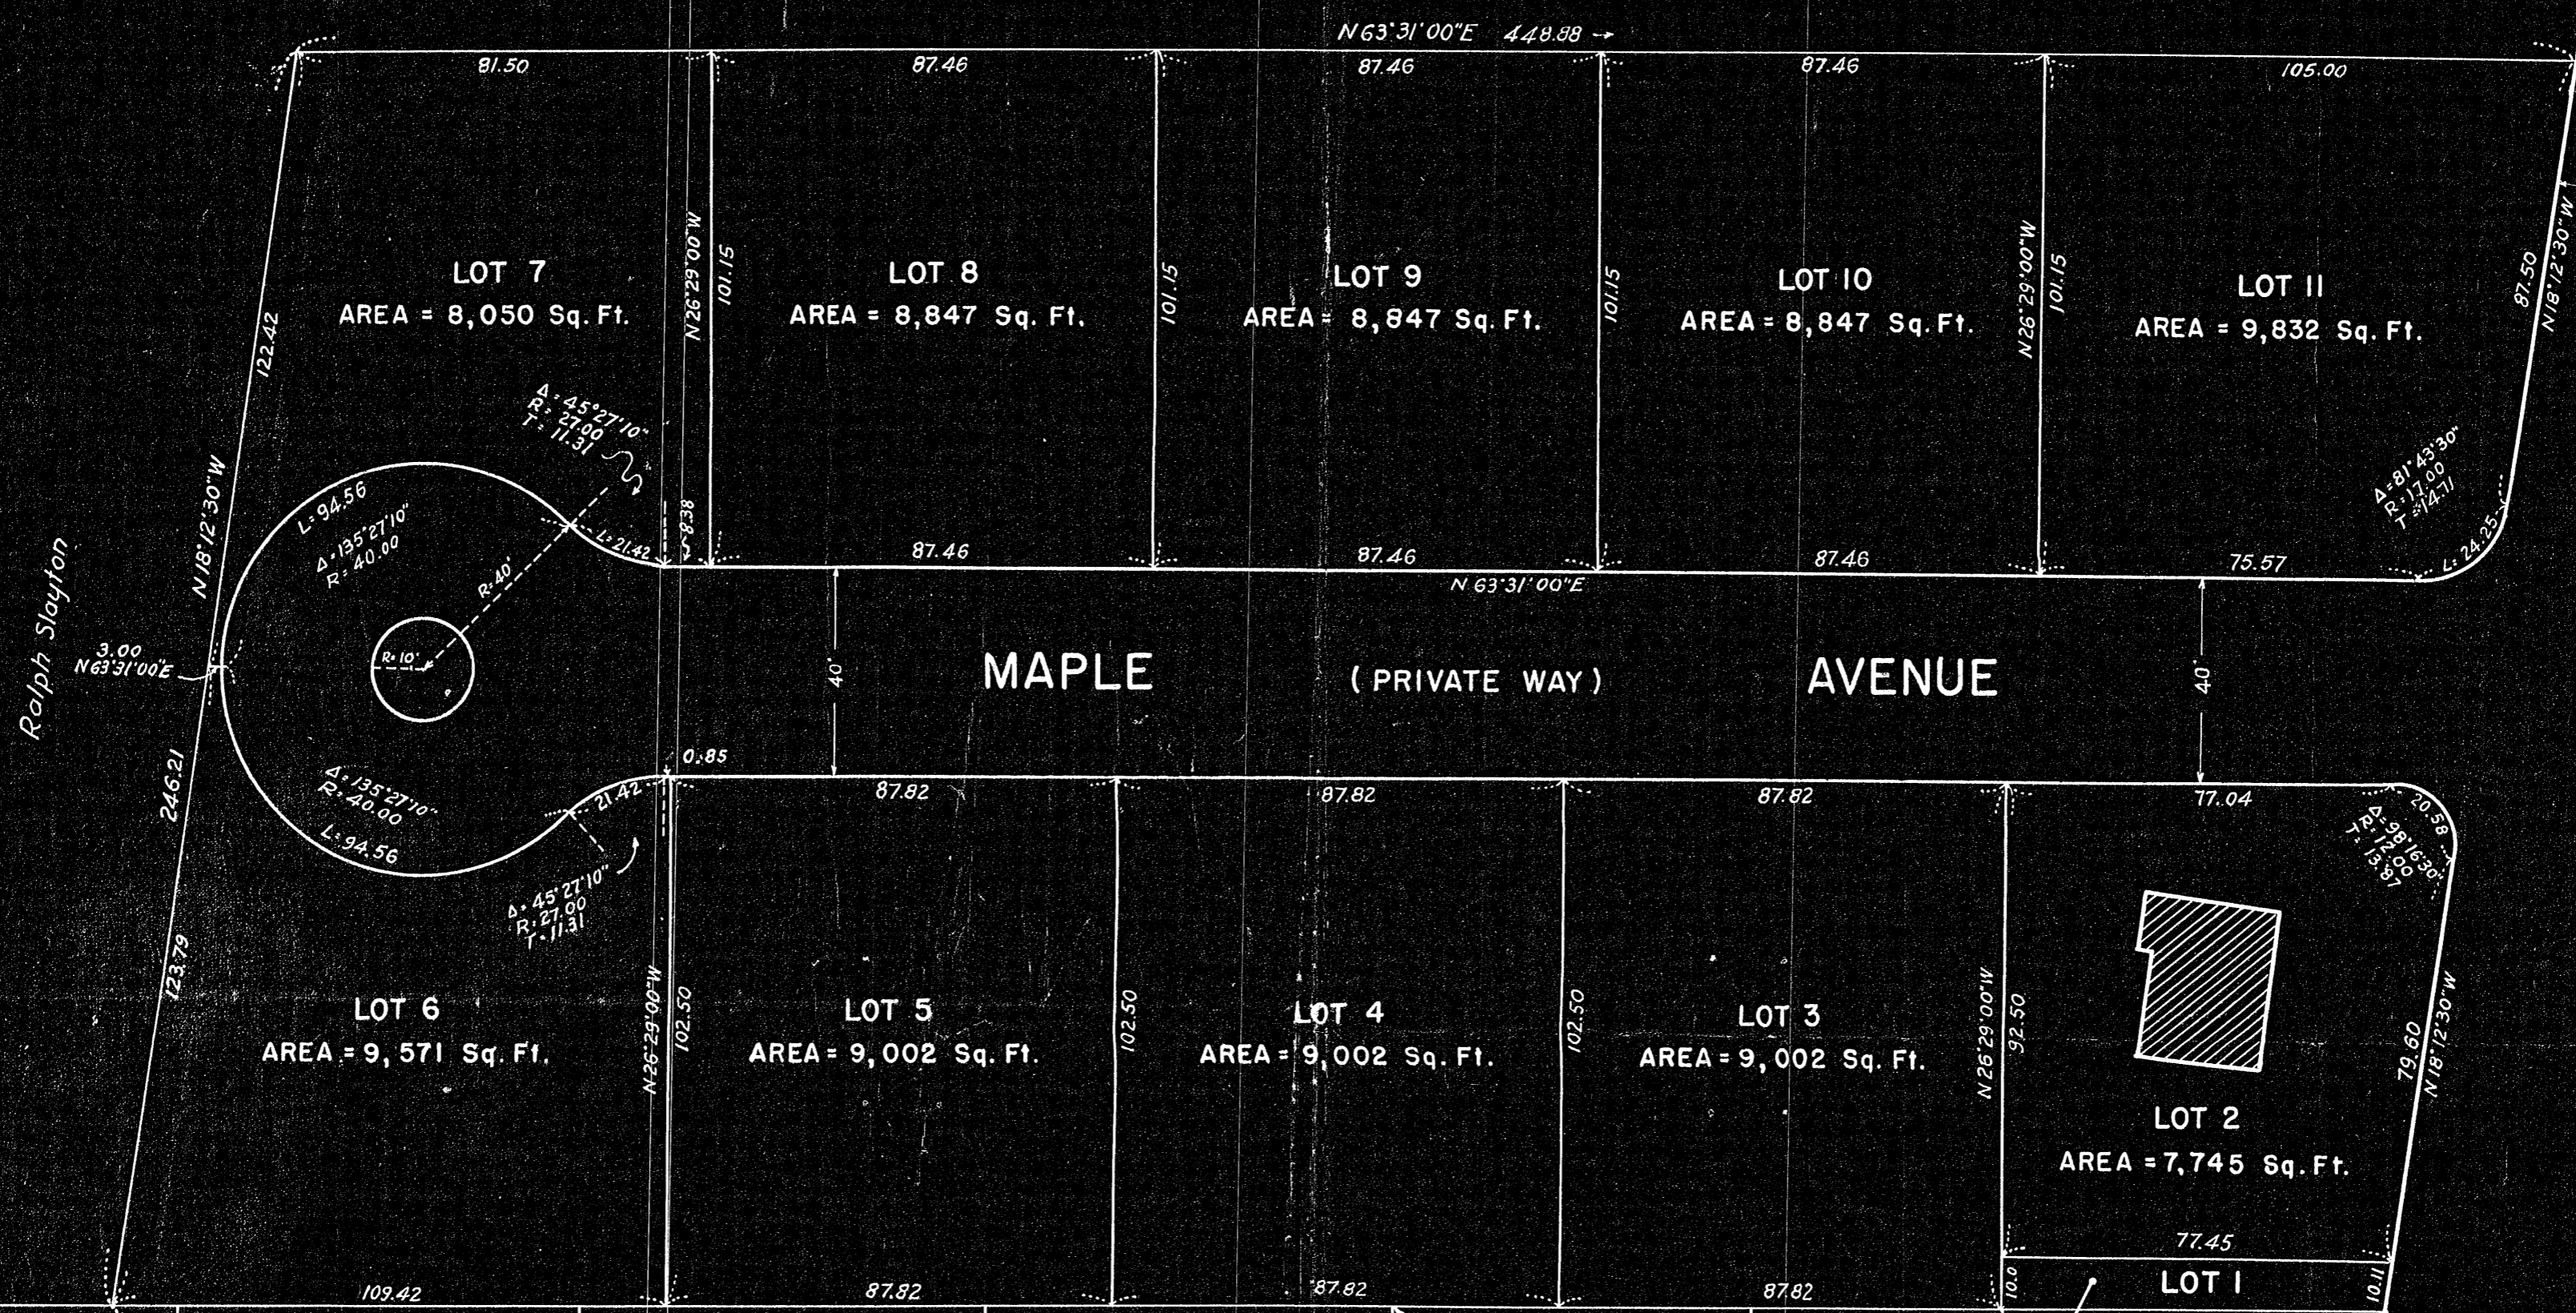 N 63°31'00"E 448.88 →
81.50
87.46
87.46
87.46
105.00
N 26°29'00"W
101.15
101.15
101.15
N 26°29'00"W
101.15
87.50
N 18°12'30"W
LOT 7
AREA = 8,050 Sq. Ft.
LOT 8
AREA = 8,847 Sq. Ft.
LOT 9
AREA = 8,847 Sq. Ft.
LOT 10
AREA = 8,847 Sq. Ft.
LOT 11
AREA = 9,832 Sq. Ft.
122.42
N 18°12'30"W
Δ = 45°27'10"
R = 27.00
T = 11.31
L = 94.56
Δ = 135°27'10"
R = 40.00
L = 21.42
8.38
87.46
87.46
87.46
75.57
Δ = 81°43'30"
R = 17.00
T = 14.71
L = 24.25
N 63°31'00"E
Ralph Slayton
3.00
N 63°31'00"E
R = 40'
R = 10'
40'
MAPLE (PRIVATE WAY) AVENUE
40'
246.21
Δ = 135°27'10"
R = 40.00
L = 94.56
21.42
0.85
87.82
87.82
87.82
77.04
20.58
Δ = 98°16'30"
R = 12.00
T = 13.87
Δ = 45°27'10"
R = 27.00
T = 11.31
123.79
N 26°29'00"W
102.50
102.50
102.50
N 26°29'00"W
92.50
79.60
N 18°12'30"W
LOT 6
AREA = 9,571 Sq. Ft.
LOT 5
AREA = 9,002 Sq. Ft.
LOT 4
AREA = 9,002 Sq. Ft.
LOT 3
AREA = 9,002 Sq. Ft.
LOT 2
AREA = 7,745 Sq. Ft.
77.45
10.0
LOT 1
10.11
109.42
87.82
87.82
87.82